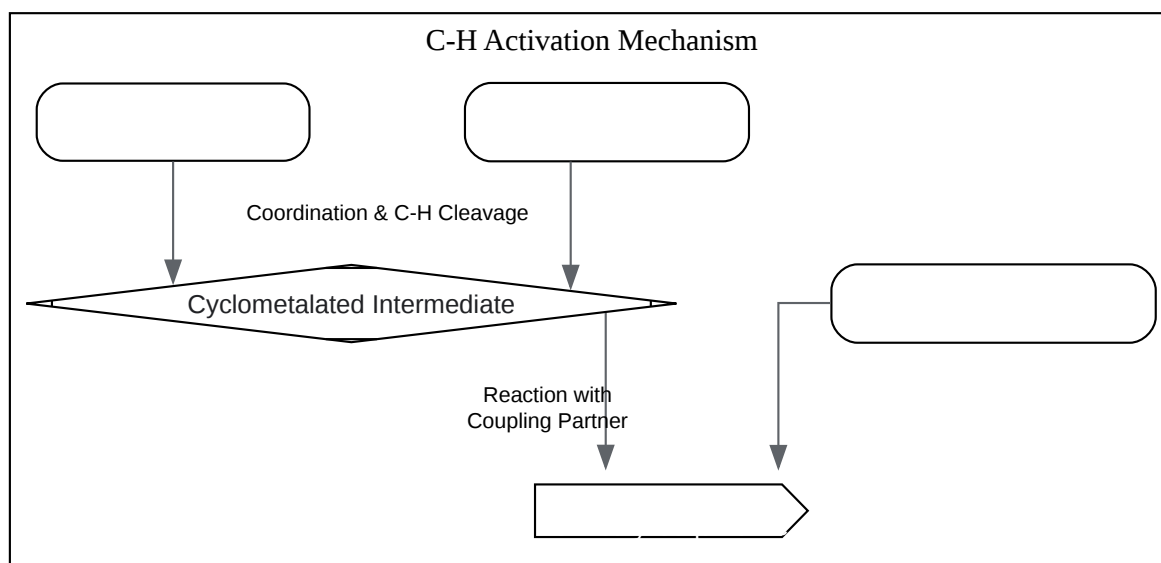 C-H Activation Mechanism
Coordination & C-H Cleavage
Cyclometalated Intermediate
Reaction with
Coupling Partner